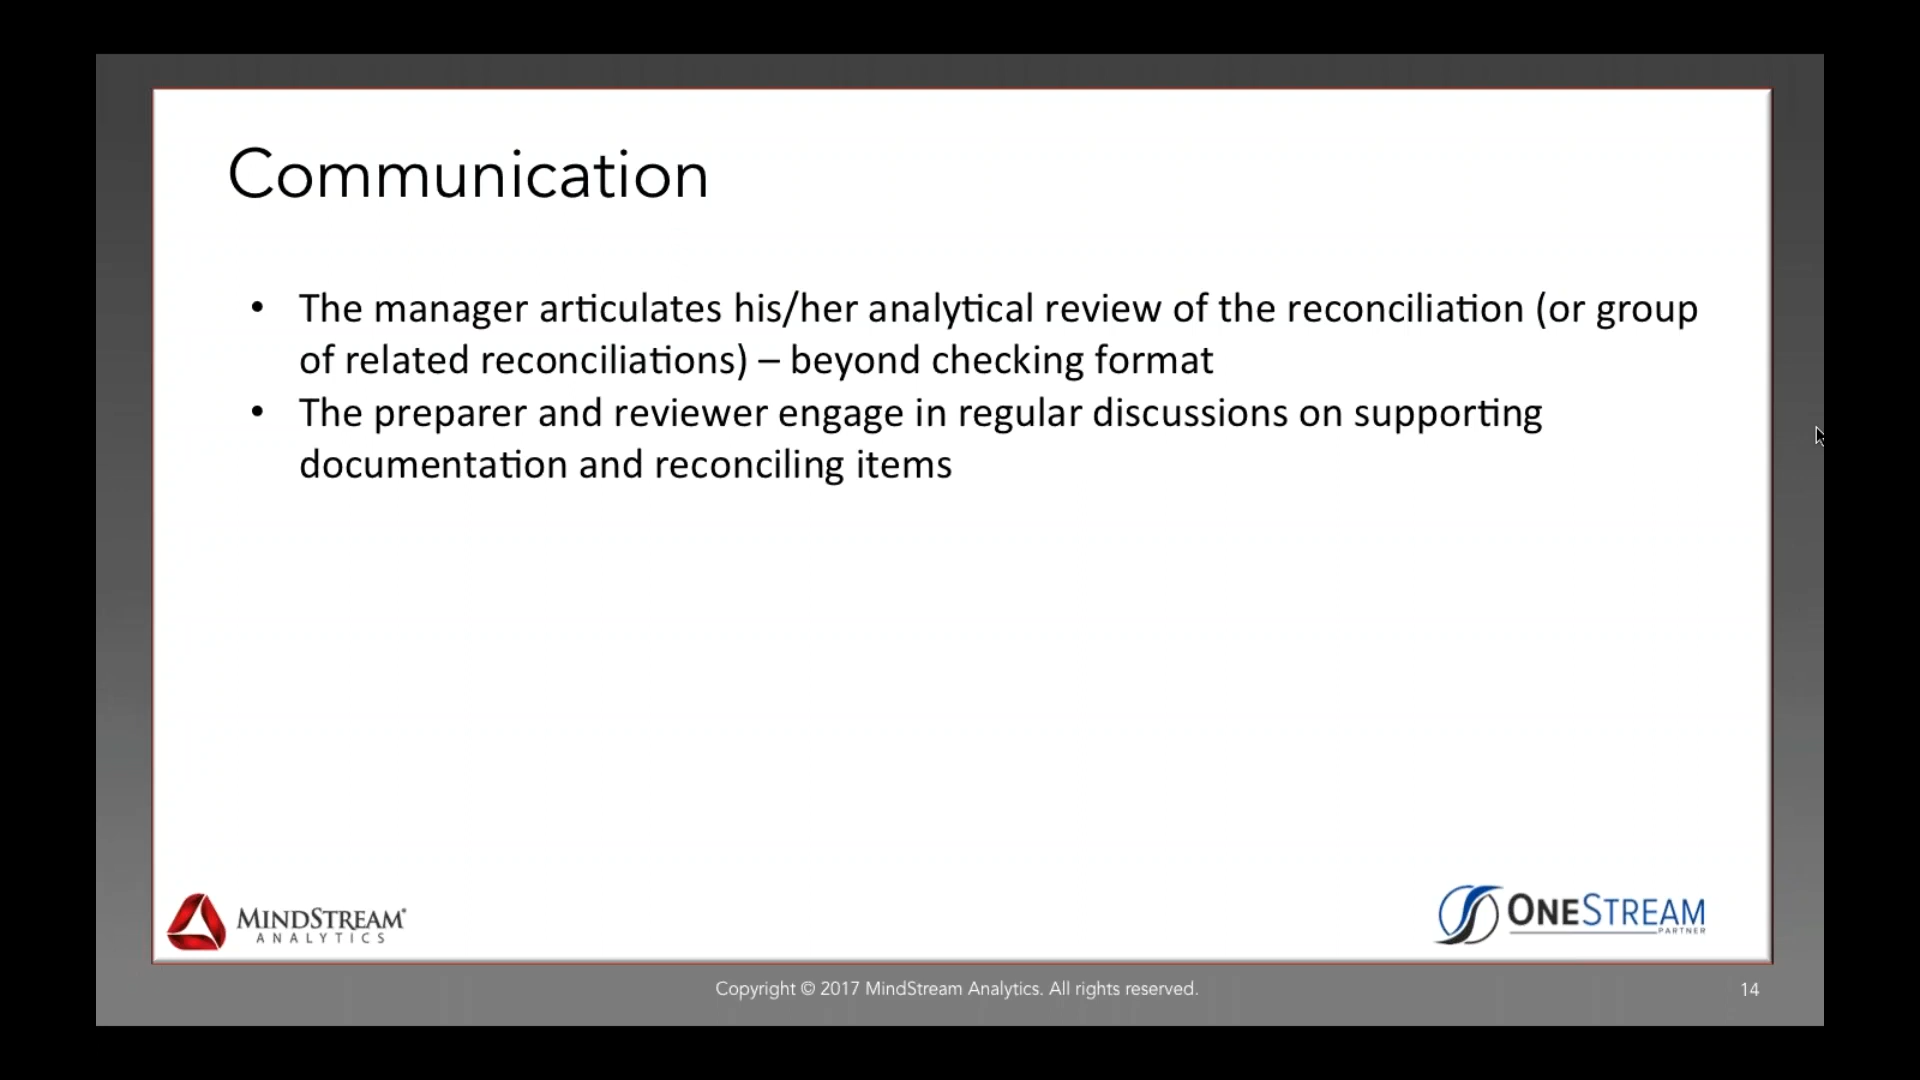 Communication
• The manager articulates his/her analytical review of the reconciliation (or group
of related reconciliations) – beyond checking format
• The preparer and reviewer engage in regular discussions on supporting
documentation and reconciling items
MINDSTREAM®
ANALYTICS
ONESTREAM
PARTNER
Copyright © 2017 MindStream Analytics. All rights reserved.
14